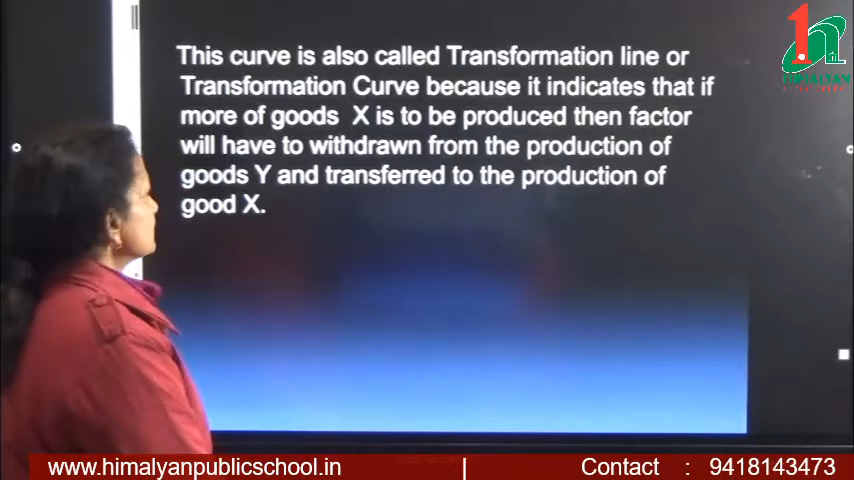 This curve is also called Transformation line or
Transformation Curve because it indicates that if
more of goods X is to be produced then factor
will have to withdrawn from the production of
goods Y and transferred to the production of
good X.
1h
HIMALYAN
www.himalyanpublicschool.in | Contact : 9418143473